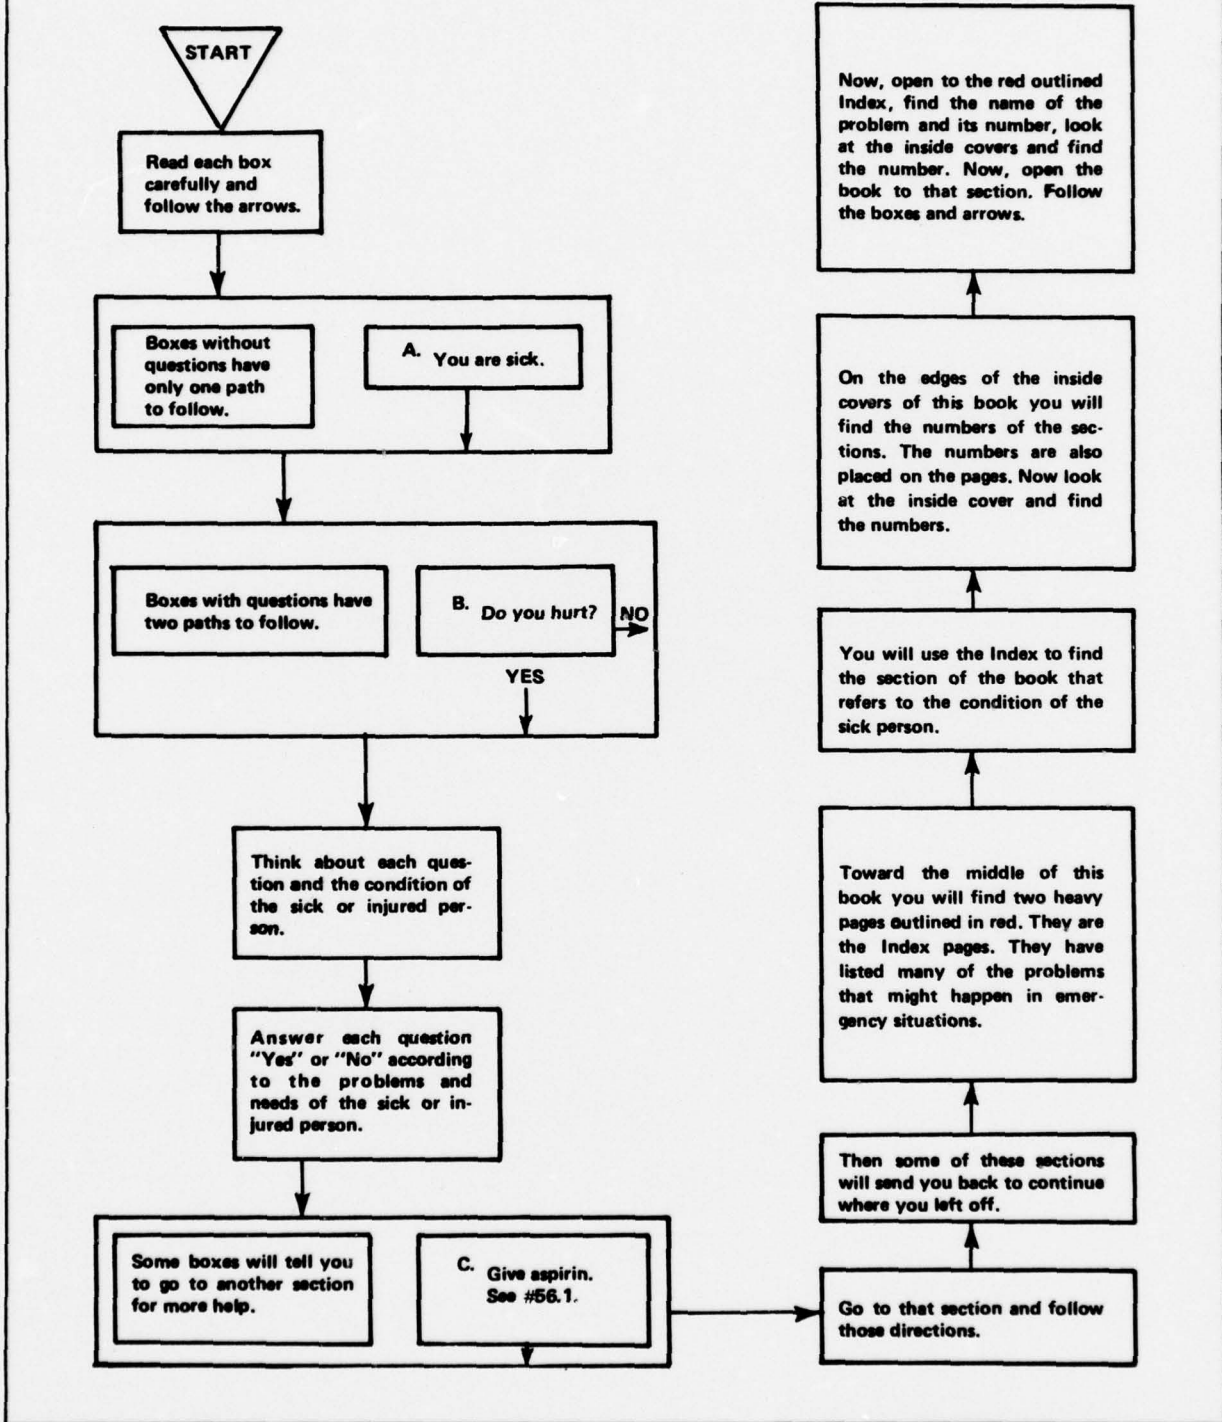 START
Read each box
carefully and
follow the arrows.
Boxes without
questions have
only one path
to follow.
A. You are sick.
Boxes with questions have
two paths to follow.
B. Do you hurt?
NO
YES
Think about each ques-
tion and the condition of
the sick or injured per-
son.
Answer each question
"Yes" or "No" according
to the problems and
needs of the sick or in-
jured person.
Some boxes will tell you
to go to another section
for more help.
C. Give aspirin.
See #56.1.
Go to that section and follow
those directions.
Then some of these sections
will send you back to continue
where you left off.
Toward the middle of this
book you will find two heavy
pages outlined in red. They are
the Index pages. They have
listed many of the problems
that might happen in emer-
gency situations.
You will use the Index to find
the section of the book that
refers to the condition of the
sick person.
On the edges of the inside
covers of this book you will
find the numbers of the sec-
tions. The numbers are also
placed on the pages. Now look
at the inside cover and find
the numbers.
Now, open to the red outlined
Index, find the name of the
problem and its number, look
at the inside covers and find
the number. Now, open the
book to that section. Follow
the boxes and arrows.